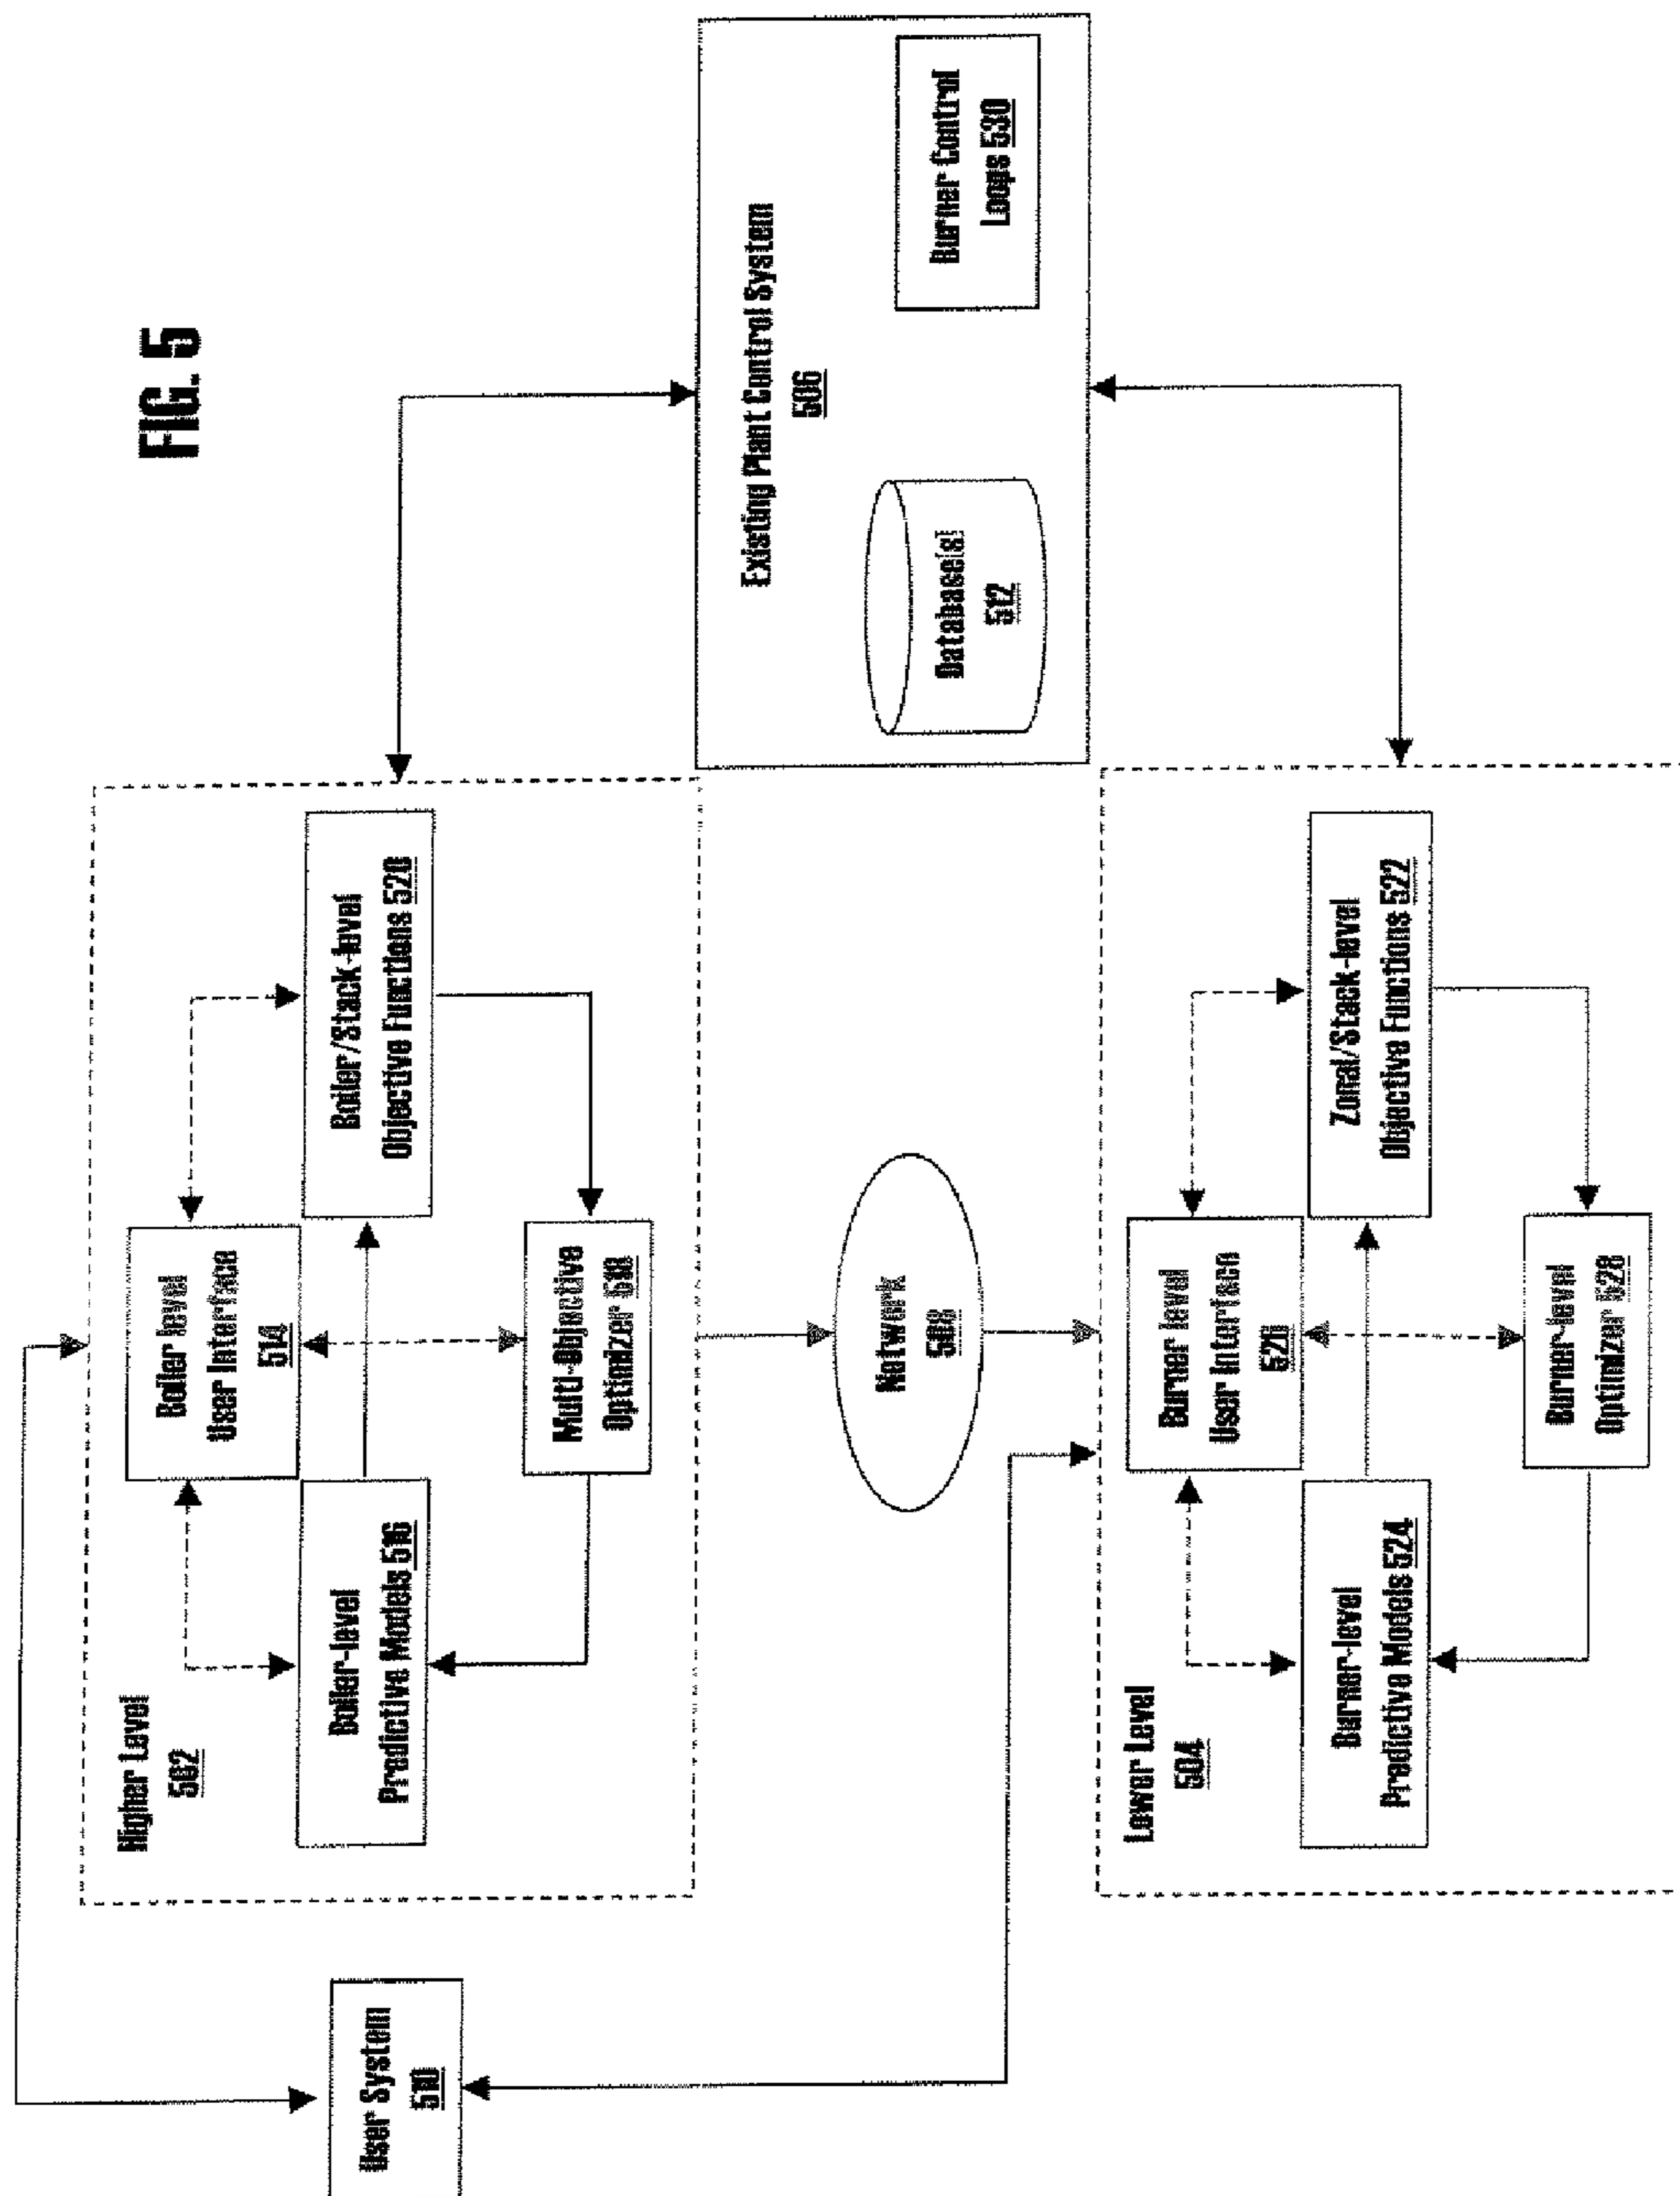 FIG. 5
User System
510
Higher Level
502
Boiler level
User Interface
514
Boiler-level
Predictive Models 516
Boiler/Stack-level
Objective Functions 520
Multi-Objective
Optimizer 518
Network
508
Existing Plant Control System
506
Database(s)
512
Burner Control
Loops 530
Lower Level
504
Burner level
User Interface
526
Burner-level
Predictive Models 524
Zonal/Stack-level
Objective Functions 522
Burner-level
Optimizer 528